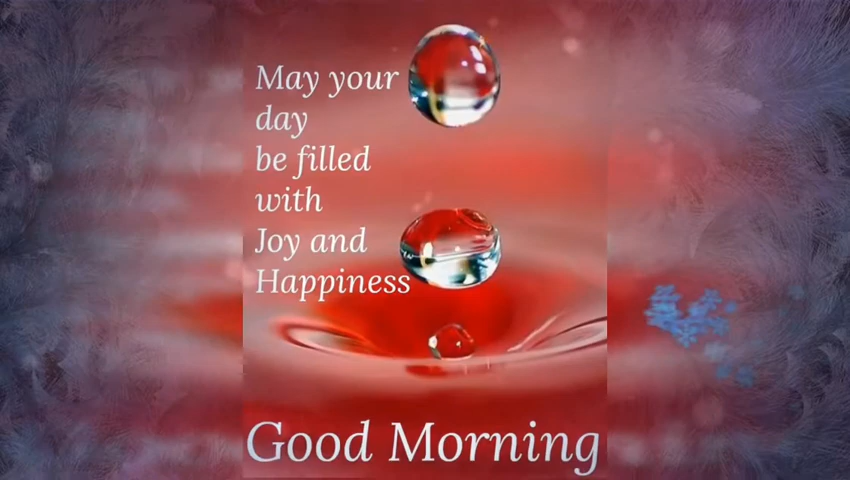 May your
day
be filled
with
Joy and
Happiness
Good Morning